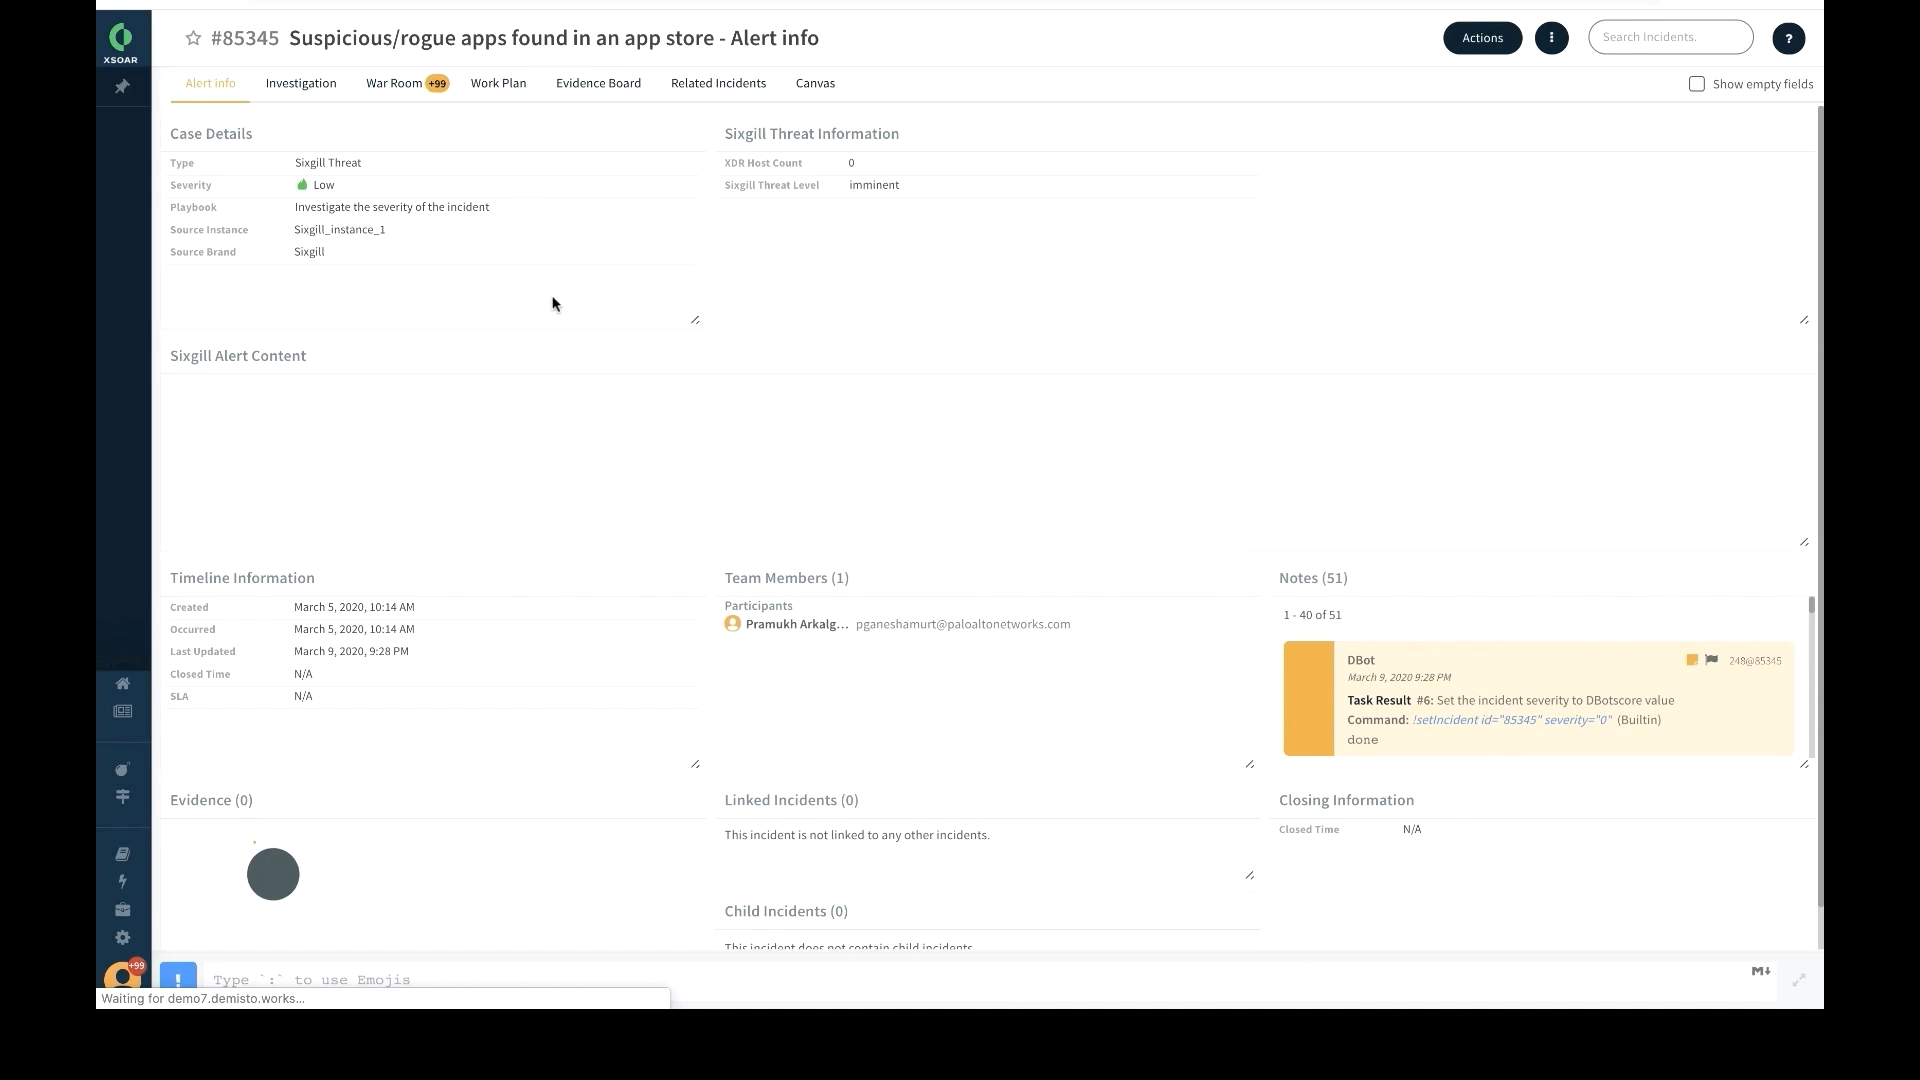 XSOAR
#85345 Suspicious/rogue apps found in an app store - Alert info
Actions
Search Incidents.
?
Alert info
Investigation
War Room +99
Work Plan
Evidence Board
Related Incidents
Canvas
Show empty fields
Case Details
Type Sixgill Threat
Severity Low
Playbook Investigate the severity of the incident
Source Instance Sixgill_instance_1
Source Brand Sixgill
Sixgill Threat Information
XDR Host Count 0
Sixgill Threat Level imminent
Sixgill Alert Content
Timeline Information
Created March 5, 2020, 10:14 AM
Occurred March 5, 2020, 10:14 AM
Last Updated March 9, 2020, 9:28 PM
Closed Time N/A
SLA N/A
Team Members (1)
Participants
Pramukh Arkalg... pganeshamurt@paloaltonetworks.com
Notes (51)
1 - 40 of 51
DBot 248@85345
March 9, 2020 9:28 PM
Task Result #6: Set the incident severity to DBotscore value
Command: !setIncident id="85345" severity="0" (Builtin)
done
Evidence (0)
Linked Incidents (0)
This incident is not linked to any other incidents.
Child Incidents (0)
This incident does not contain child incidents
Closing Information
Closed Time N/A
+99
! Type `:` to use Emojis
M
Waiting for demo7.demisto.works...